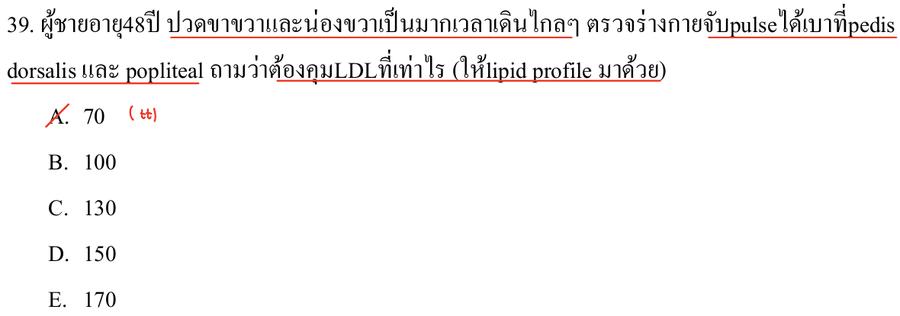 39. ผู้ชายอายุ48ปี ปวดขาขวาและน่องขวาเป็นมากเวลาเดินไกลๆ ตรวจร่างกายจับpulseได้เบาที่pedis
dorsalis และ popliteal ถามว่าต้องคุมLDLที่เท่าไร (ให้lipid profile มาด้วย)
A. 70
B. 100
C. 130
D. 150
E. 170